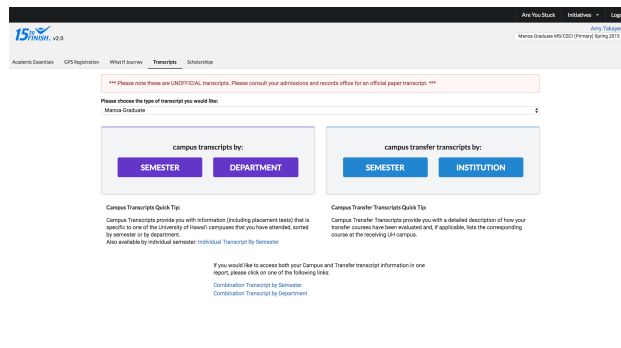 Are You Stuck Initiatives
15 to FINISH v2.0
Manoa Graduate MS/CSCI (Primary) Spring 2015
Academic Essentials GPS Registration What If Journey Transcripts Scholarships
*** Please note these are UNOFFICIAL transcripts. Please consult your admissions and records office for an official paper transcript. ***
Please choose the type of transcript you would like:
Manoa-Graduate
campus transcripts by:
SEMESTER DEPARTMENT
campus transfer transcripts by:
SEMESTER INSTITUTION
Campus Transcripts Quick Tip:
Campus Transcripts provide you with information (including placement tests) that is
specific to one of the University of Hawai'i campuses that you have attended, sorted
by semester or by department.
Also available by individual semester: Individual Transcript By Semester
Campus Transfer Transcripts Quick Tip:
Campus Transfer Transcripts provide you with a detailed description of how your
transfer courses have been evaluated and, if applicable, lists the corresponding
course at the receiving UH campus.
If you would like to access both your Campus and Transfer transcript information in one
report, please click on one of the following links:
Combination Transcript by Semester
Combination Transcript by Department